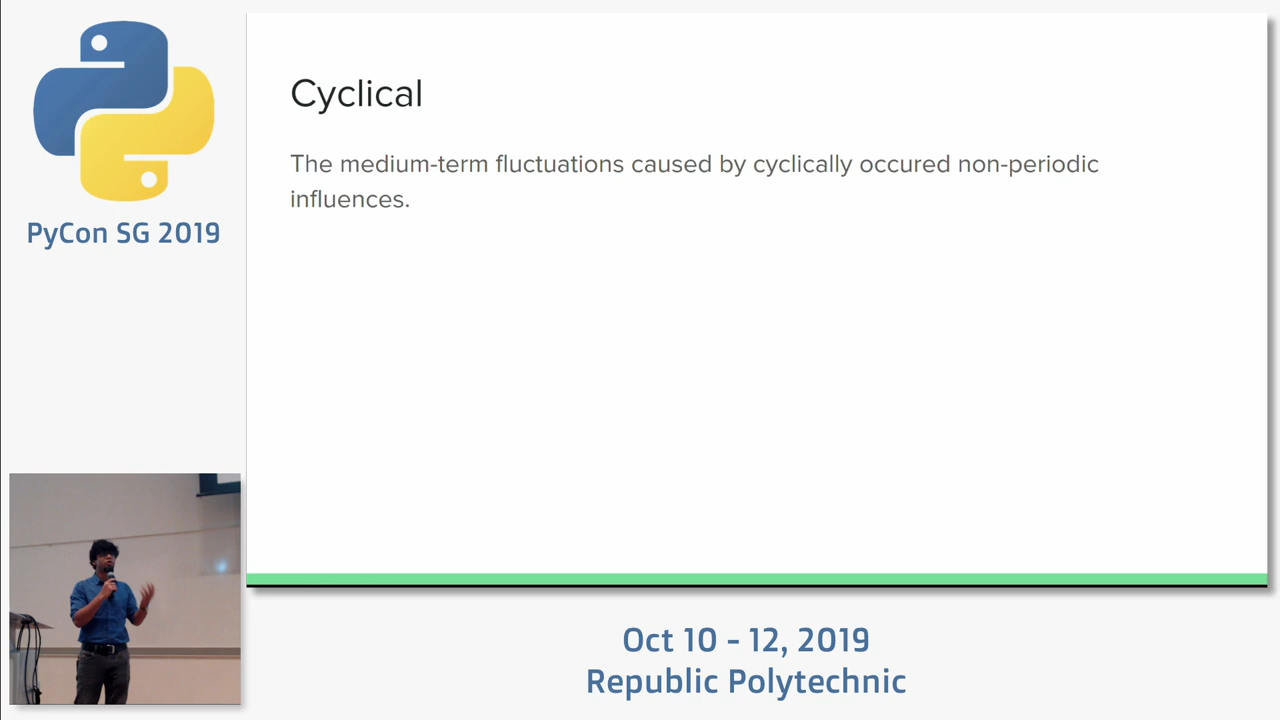 PyCon SG 2019
Cyclical
The medium-term fluctuations caused by cyclically occured non-periodic
influences.
Oct 10 - 12, 2019
Republic Polytechnic